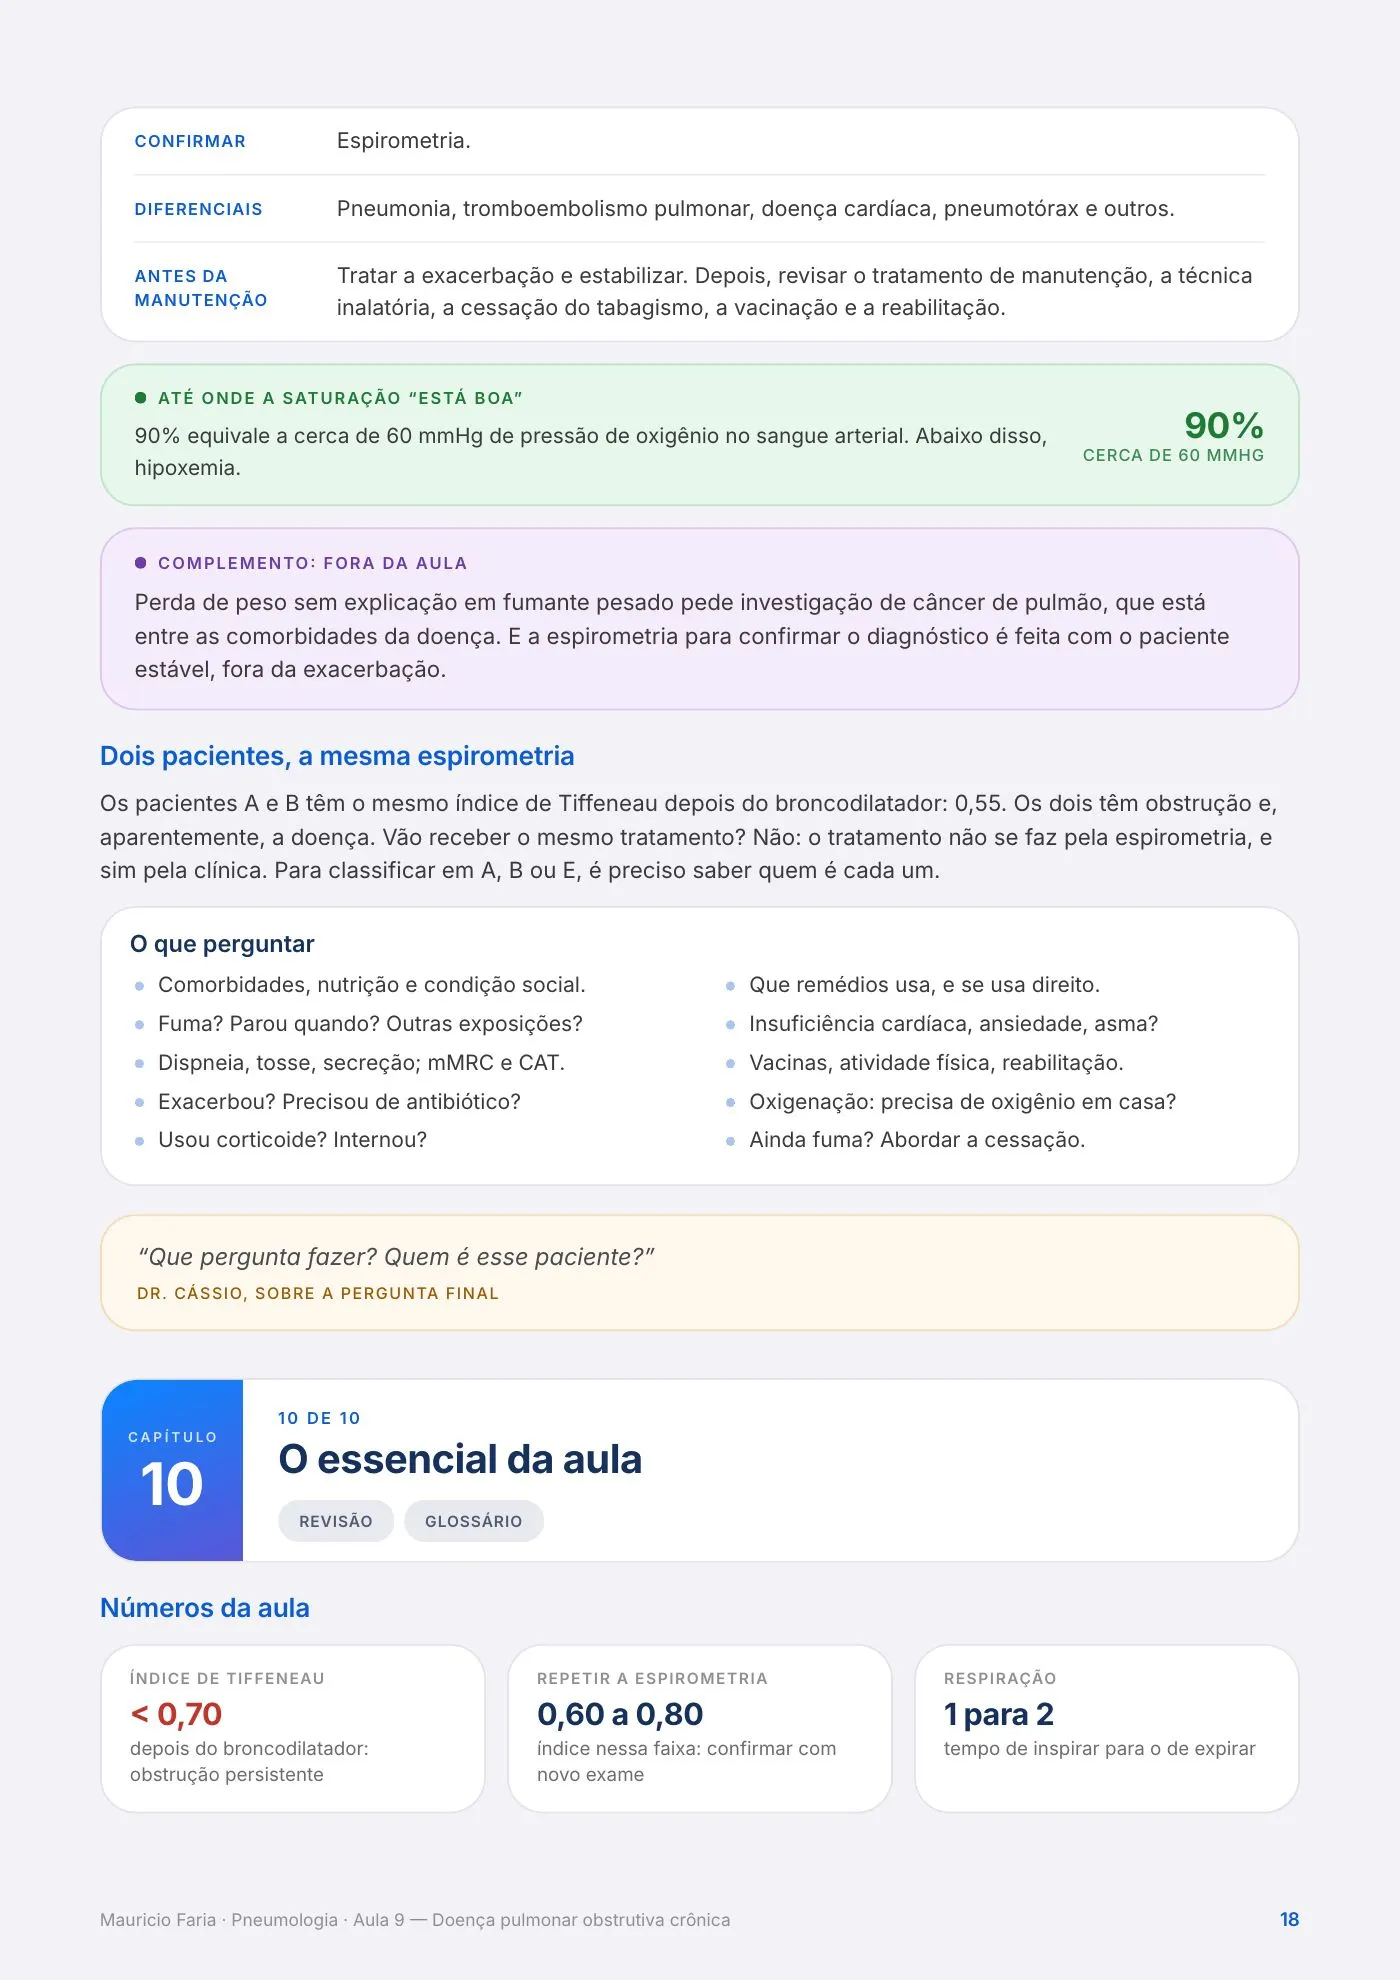 CONFIRMAR
Espirometria.
DIFERENCIAIS
Pneumonia, tromboembolismo pulmonar, doença cardíaca, pneumotórax e outros.
ANTES DA
MANUTENÇÃO
Tratar a exacerbação e estabilizar. Depois, revisar o tratamento de manutenção, a técnica
inalatória, a cessação do tabagismo, a vacinação e a reabilitação.
ATÉ ONDE A SATURAÇÃO “ESTÁ BOA”
90% equivale a cerca de 60 mmHg de pressão de oxigênio no sangue arterial. Abaixo disso,
hipoxemia.
90%
CERCA DE 60 MMHG
COMPLEMENTO: FORA DA AULA
Perda de peso sem explicação em fumante pesado pede investigação de câncer de pulmão, que está
entre as comorbidades da doença. E a espirometria para confirmar o diagnóstico é feita com o paciente
estável, fora da exacerbação.
Dois pacientes, a mesma espirometria
Os pacientes A e B têm o mesmo índice de Tiffeneau depois do broncodilatador: 0,55. Os dois têm obstrução e,
aparentemente, a doença. Vão receber o mesmo tratamento? Não: o tratamento não se faz pela espirometria, e
sim pela clínica. Para classificar em A, B ou E, é preciso saber quem é cada um.
O que perguntar
Comorbidades, nutrição e condição social.
Fuma? Parou quando? Outras exposições?
Dispneia, tosse, secreção; mMRC e CAT.
Exacerbou? Precisou de antibiótico?
Usou corticoide? Internou?
Que remédios usa, e se usa direito.
Insuficiência cardíaca, ansiedade, asma?
Vacinas, atividade física, reabilitação.
Oxigenação: precisa de oxigênio em casa?
Ainda fuma? Abordar a cessação.
“Que pergunta fazer? Quem é esse paciente?”
DR. CÁSSIO, SOBRE A PERGUNTA FINAL
CAPÍTULO
10
10 DE 10
O essencial da aula
REVISÃO
GLOSSÁRIO
Números da aula
ÍNDICE DE TIFFENEAU
< 0,70
depois do broncodilatador:
obstrução persistente
REPETIR A ESPIROMETRIA
0,60 a 0,80
índice nessa faixa: confirmar com
novo exame
RESPIRAÇÃO
1 para 2
tempo de inspirar para o de expirar
Mauricio Faria · Pneumologia · Aula 9 — Doença pulmonar obstrutiva crônica
18